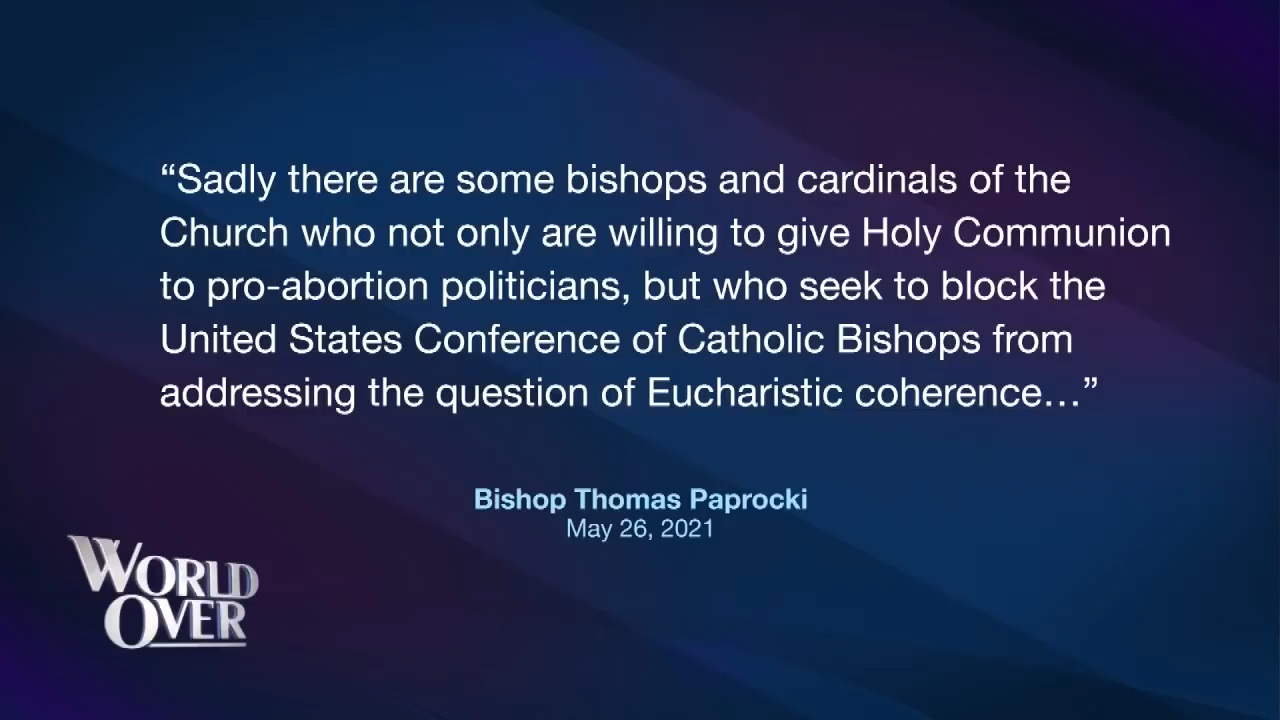 “Sadly there are some bishops and cardinals of the
Church who not only are willing to give Holy Communion
to pro-abortion politicians, but who seek to block the
United States Conference of Catholic Bishops from
addressing the question of Eucharistic coherence...”
Bishop Thomas Paprocki
May 26, 2021
WORLD
OVER